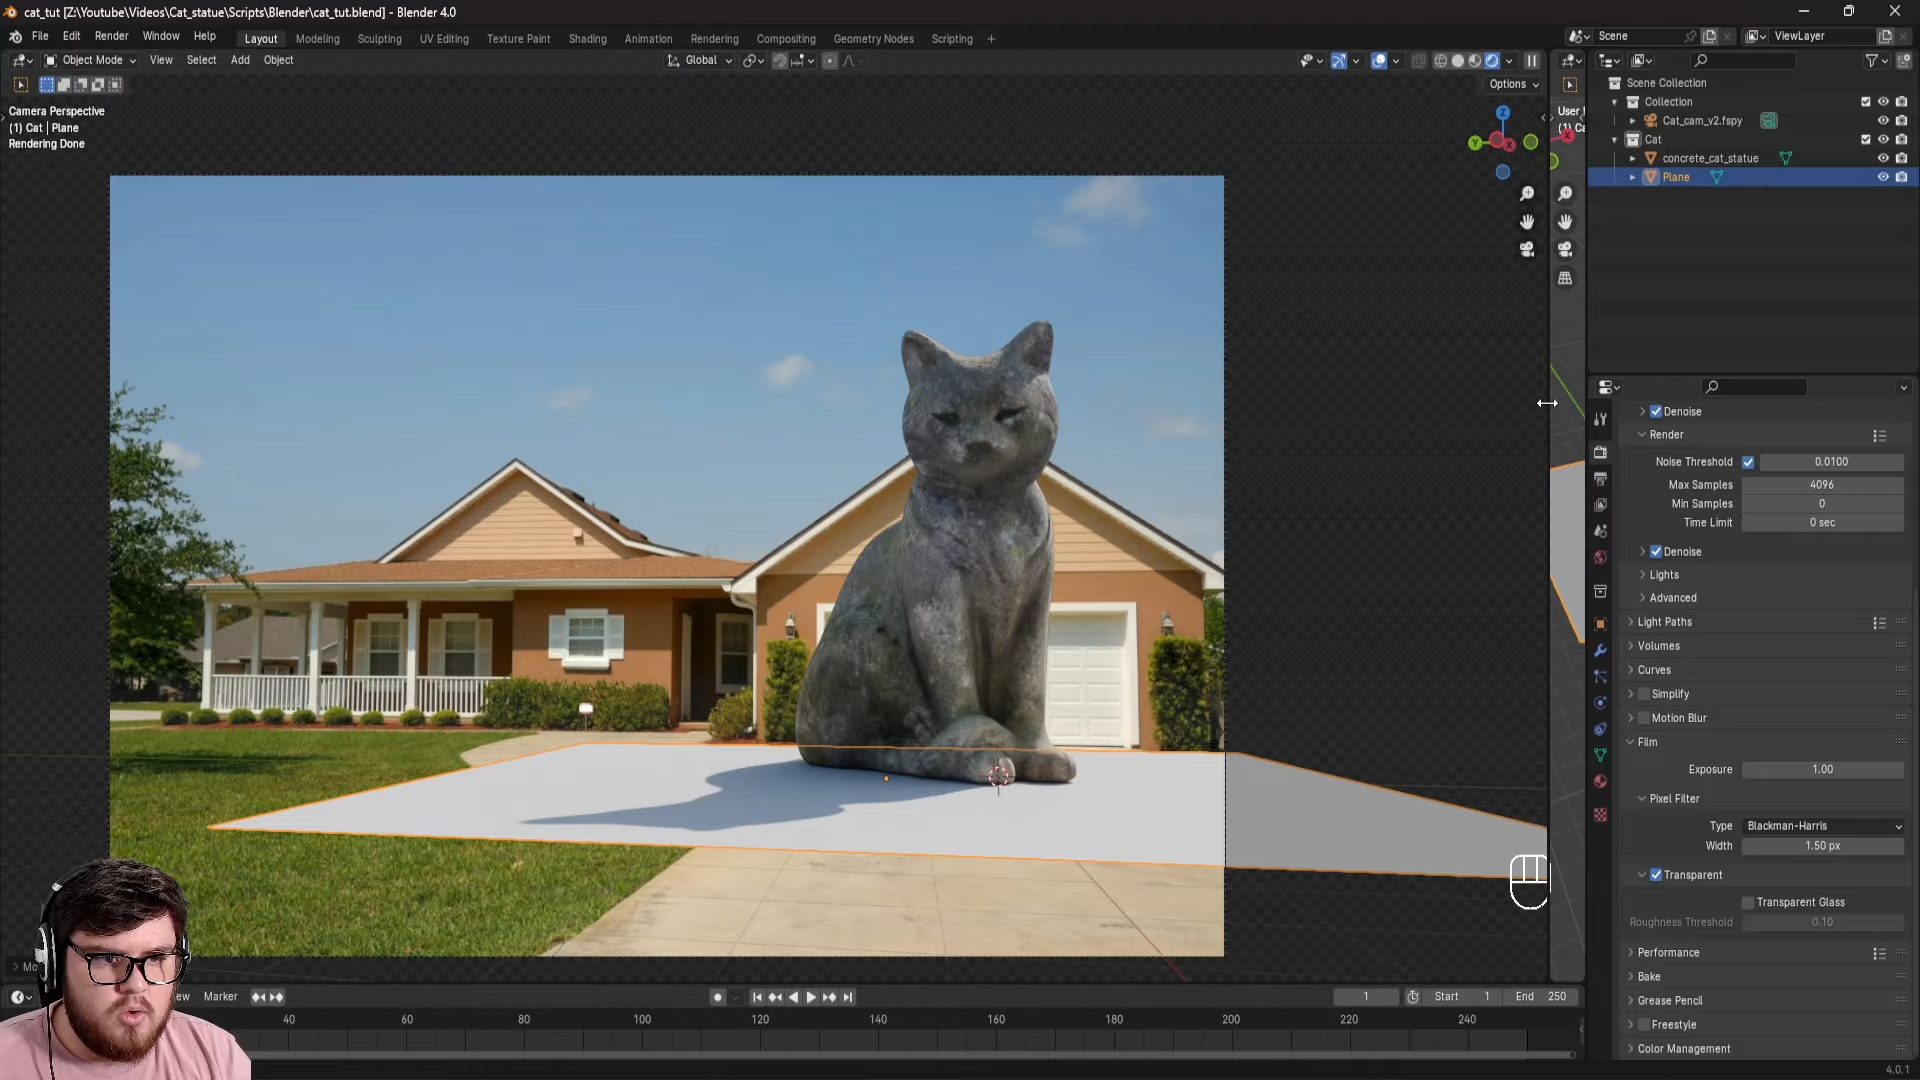 cat_tut [Z:\Youtube\Videos\Cat_statue\Scripts\Blender\cat_tut.blend] - Blender 4.0
File Edit Render Window Help Layout Modeling Sculpting UV Editing Texture Paint Shading Animation Rendering Compositing Geometry Nodes Scripting + Scene ViewLayer
Object Mode View Select Add Object Global
Options
Camera Perspective
(1) Cat | Plane
Rendering Done
User
(1) Ca
Z
Y
X
X
Scene Collection
Collection
Cat_cam_v2.fspy
Cat
concrete_cat_statue
Plane
Denoise
Render
Noise Threshold 0.0100
Max Samples 4096
Min Samples 0
Time Limit 0 sec
Denoise
Lights
Advanced
Light Paths
Volumes
Curves
Simplify
Motion Blur
Film
Exposure 1.00
Pixel Filter
Type Blackman-Harris
Width 1.50 px
Transparent
Transparent Glass
Roughness Threshold 0.10
Performance
Bake
Grease Pencil
Freestyle
Color Management
Mo
ew Marker 1 Start 1 End 250
40 60 80 100 120 140 160 180 200 220 240
4.0.1